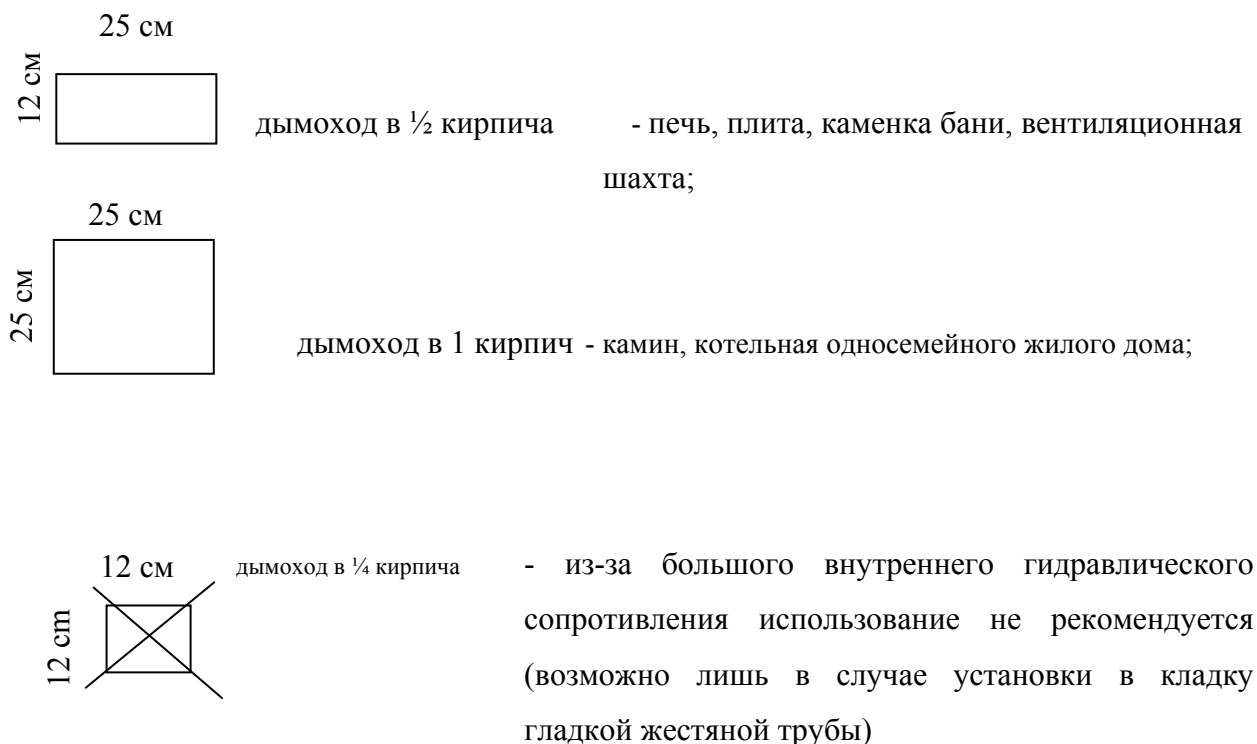 25 см
12 см
дымоход в ½ кирпича - печь, плита, каменка бани, вентиляционная
шахта;
25 см
25 см
дымоход в 1 кирпич - камин, котельная односемейного жилого дома;
12 см дымоход в ¼ кирпича - из-за большого внутреннего гидравлического
12 cm
сопротивления использование не рекомендуется
(возможно лишь в случае установки в кладку
гладкой жестяной трубы)